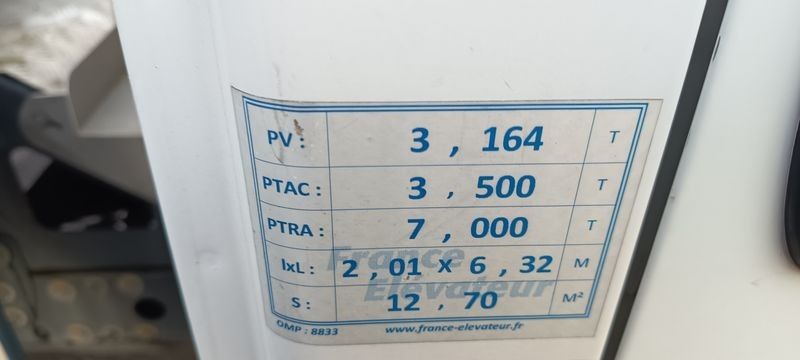 PV : 3 , 164 T
PTAC : 3 , 500 T
PTRA : 7 , 000 T
France
lxL : 2 , 01 x 6 , 32 M
Elévateur
S : 12 , 70 M²
OMP : 8833 www.france-elevateur.fr